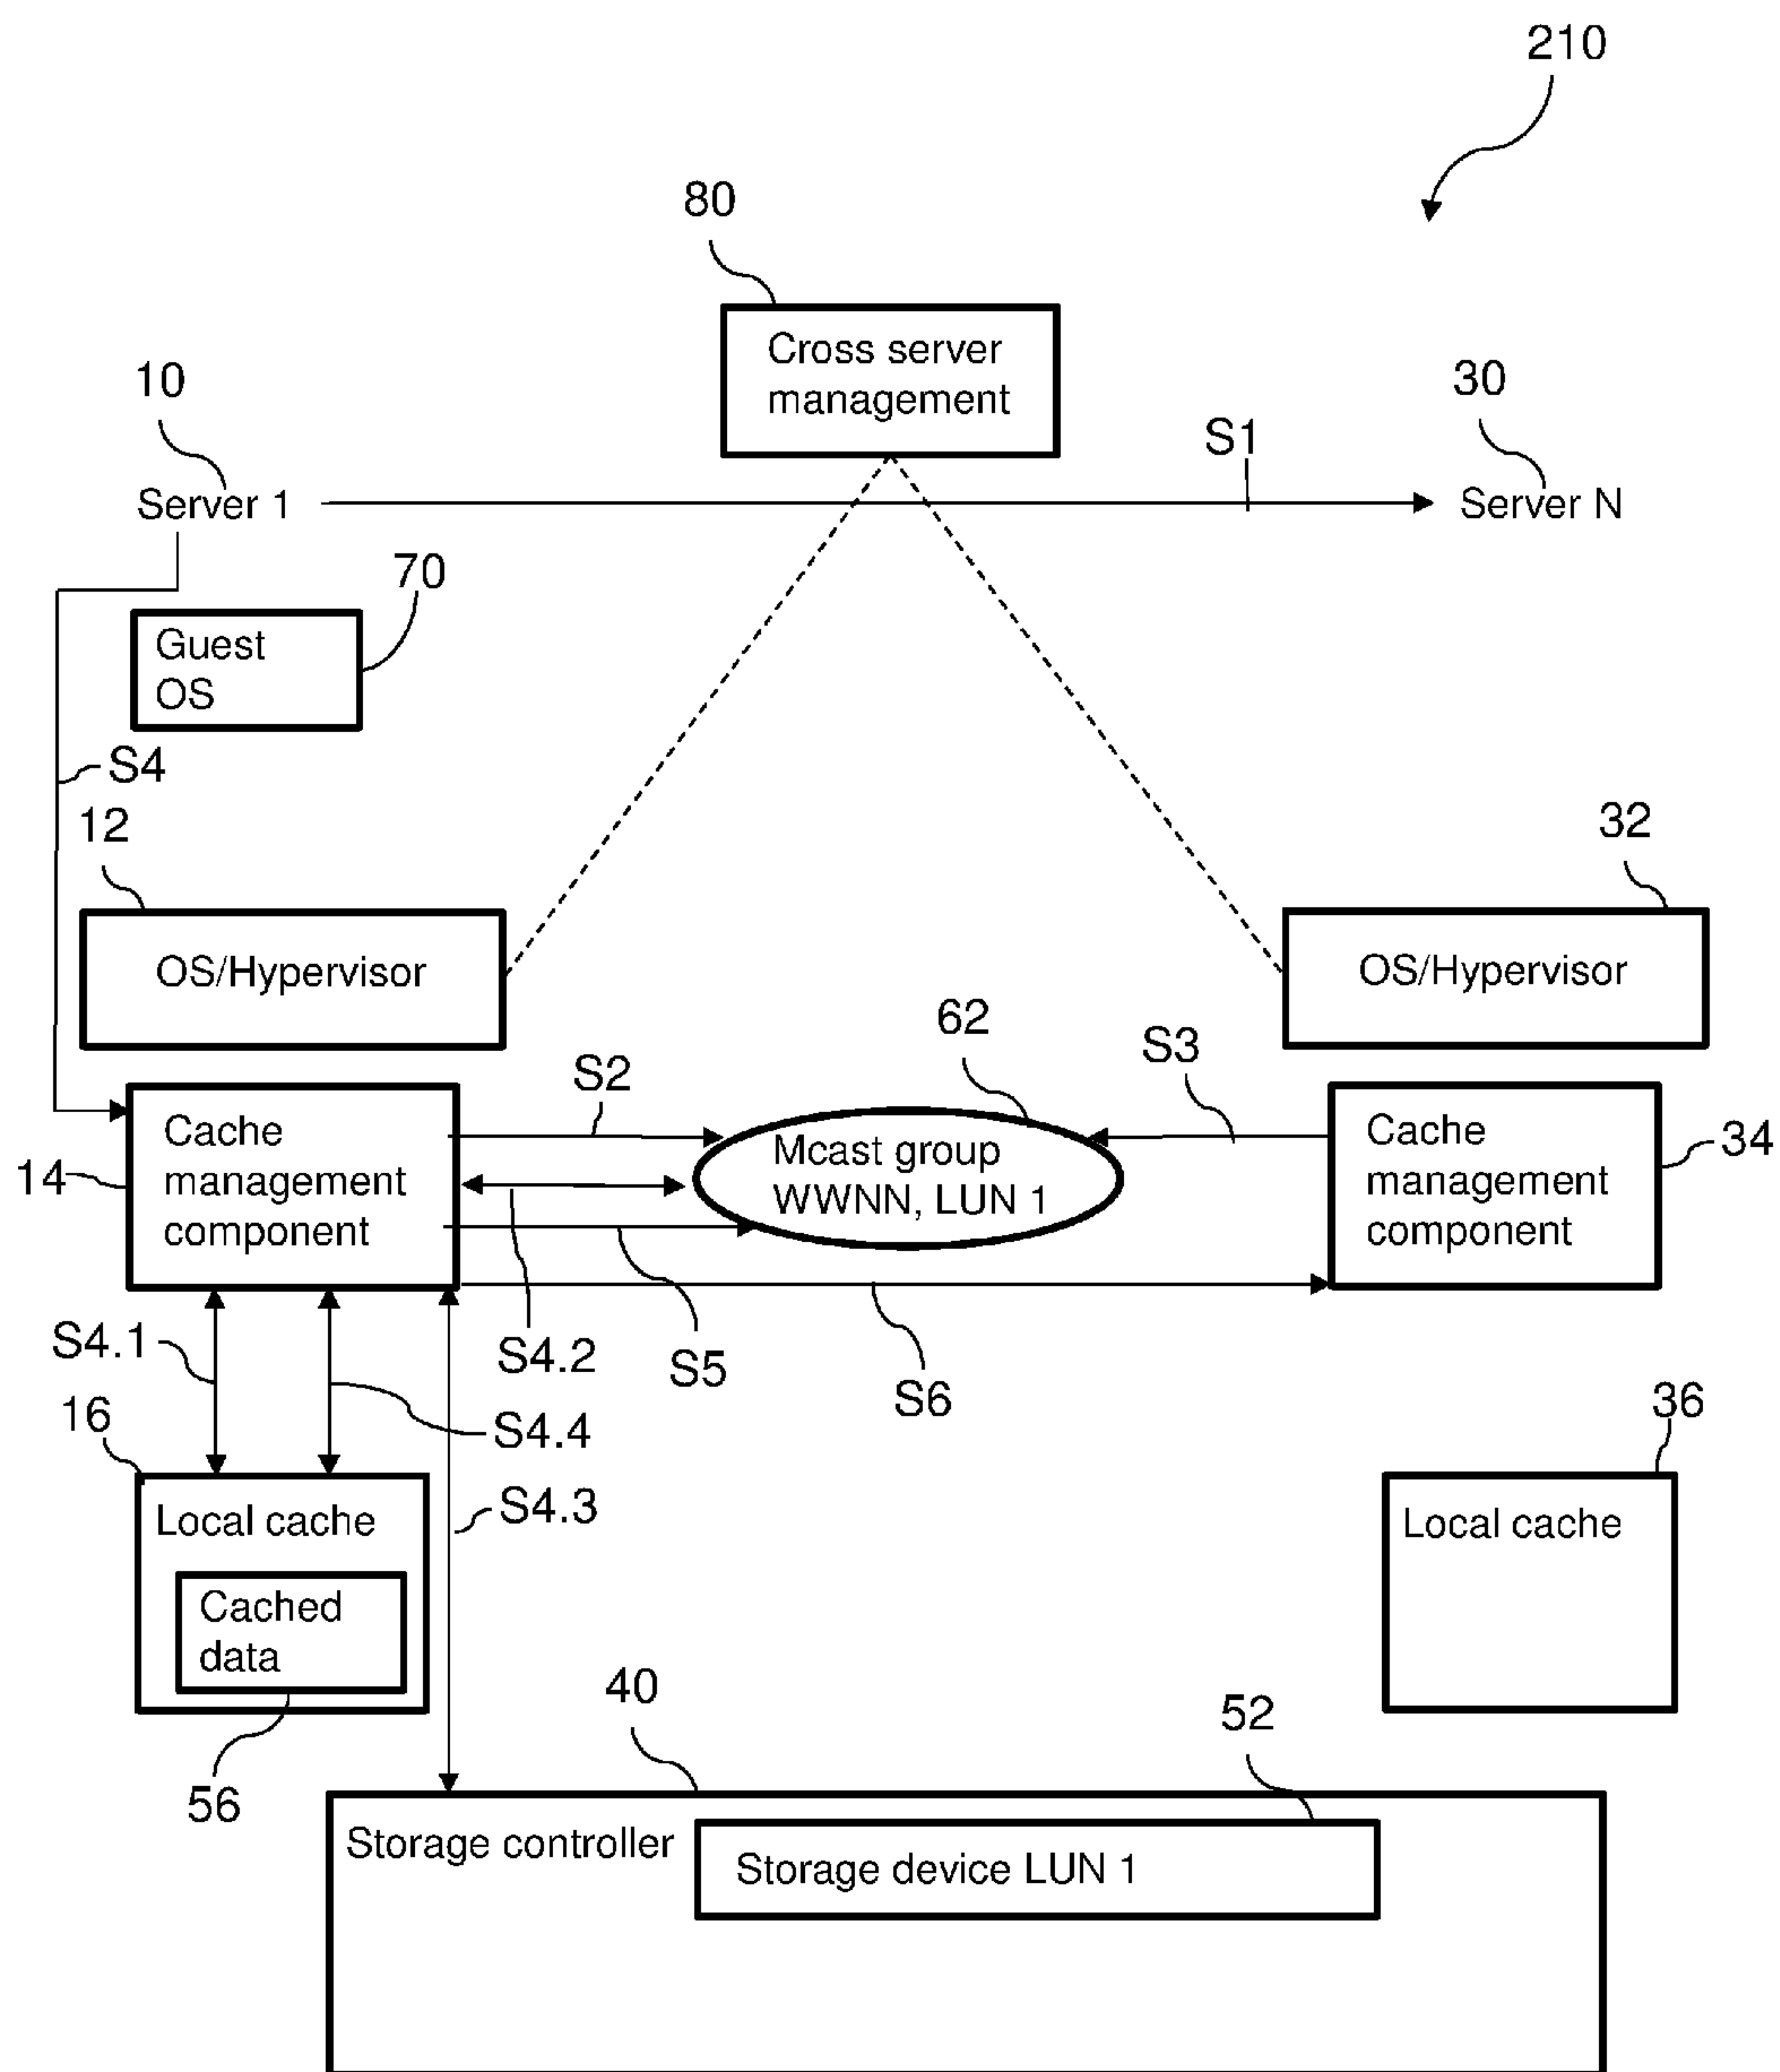 210
80
Cross server
management
10
30
S1
Server 1
Server N
70
Guest
OS
S4
12
32
OS/Hypervisor
OS/Hypervisor
62
S2
S3
Cache
management
component
14
Mcast group
WWNN, LUN 1
Cache
management
component
34
S4.1
S4.2
S5
S6
16
S4.4
36
S4.3
Local cache
Local cache
Cached
data
40
52
56
Storage controller
Storage device LUN 1